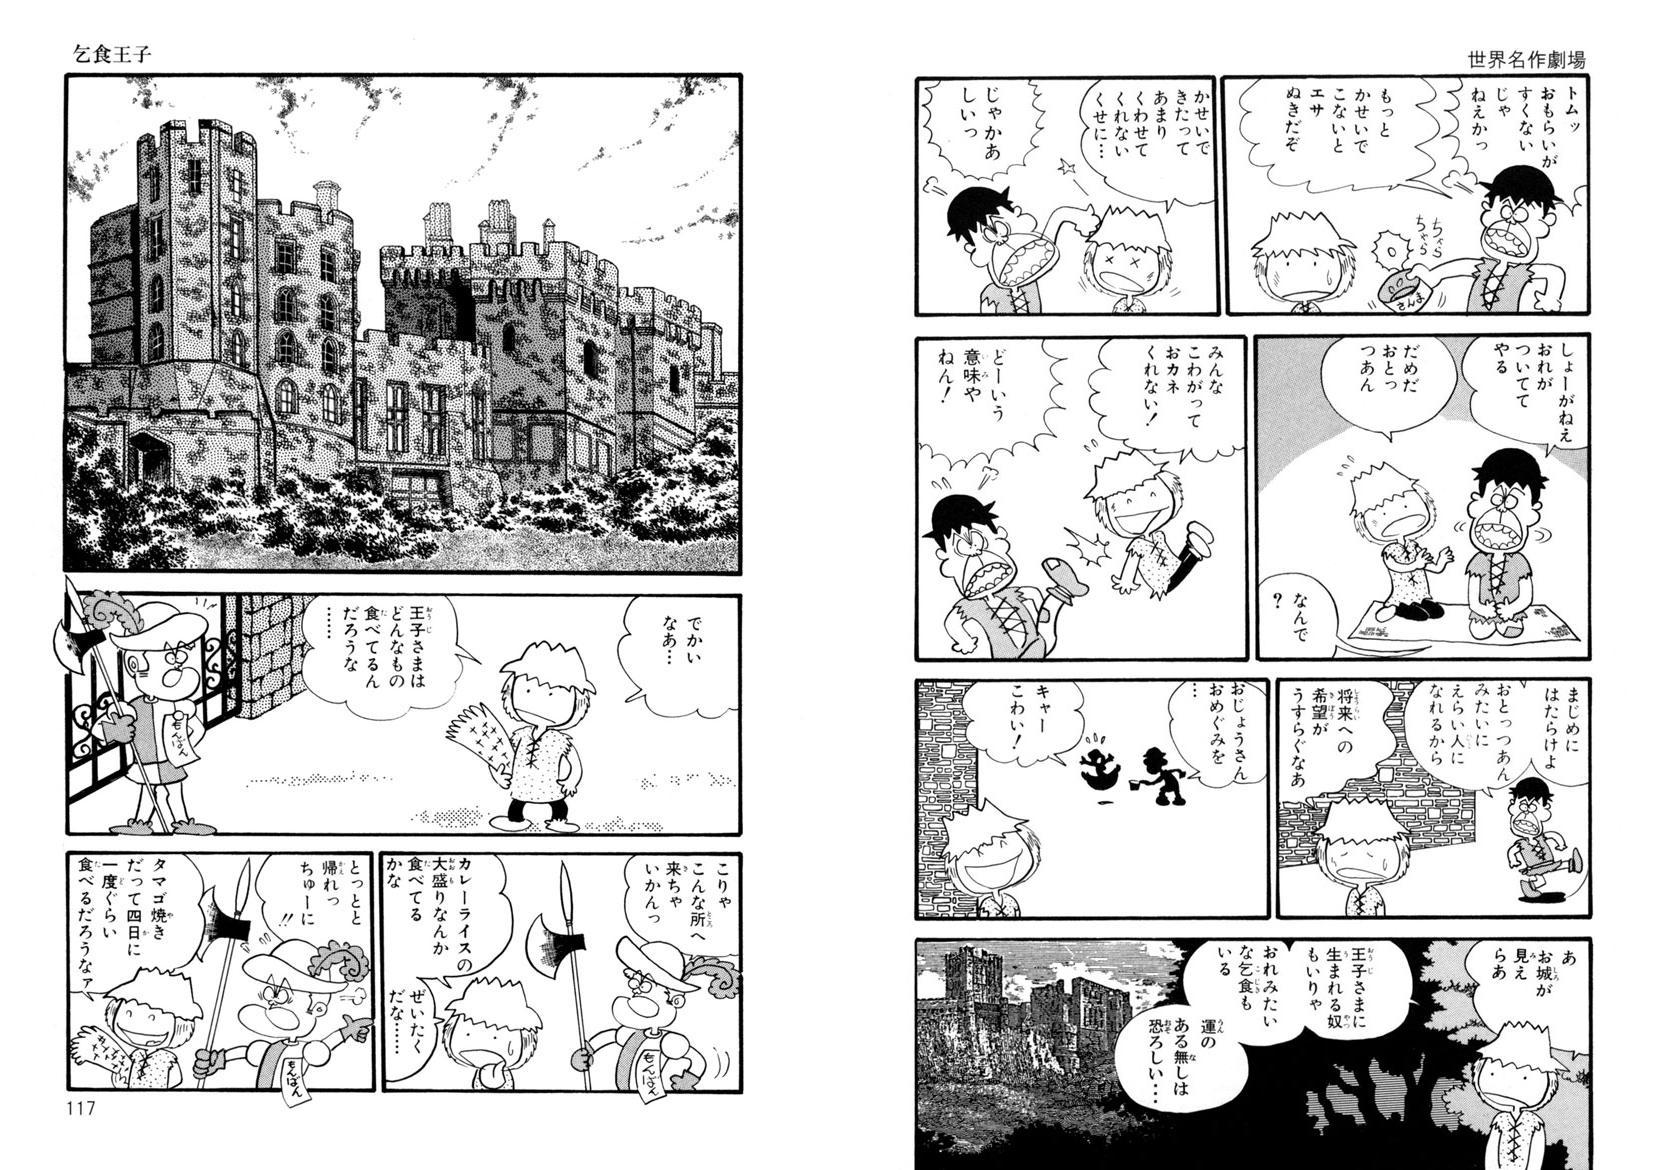 世界名作劇場
トムッ
おもらいが
すくない
じゃ
ねえかっ
もっと
かせいで
こないと
エサ
ぬきだぞ
ちゃら
ちゃら
さんま
かせいで
きたって
あまり
くわせて
くれない
くせに…
じゃかあ
しいっ
しょーがねえ
おれが
ついてて
やる
だめだ
おとっ
つあん
なんで
?
みんな
こわがって
おカネ
くれない!
どーいう
意味や
ねん!
まじめに
はたらけよ
おとっつあん
みたいに
えらい人に
なれるから
将来への
希望が
うすらぐなあ
おじょうさん
おめぐみを
…
キャー
こわい!
あ
お城が
見え
らあ
王子さまに
生まれる奴
もいりゃ
おれみたい
な乞食も
いる
運の
ある無しは
恐ろしい…
乞食王子
でかい
なあ…
王子さまは
どんなもの
食べてるん
だろうな
……
もんばん
こりゃ
こんな所へ
来ちゃ
いかんっ
カレーライスの
大盛りなんか
食べてる
かな
ぜいたく
だな……
もんばん
とっとと
帰れっ
ちゅーに
!!
タマゴ焼き
だって四日に
一度ぐらい
食べるだろうなァ
もんばん
117